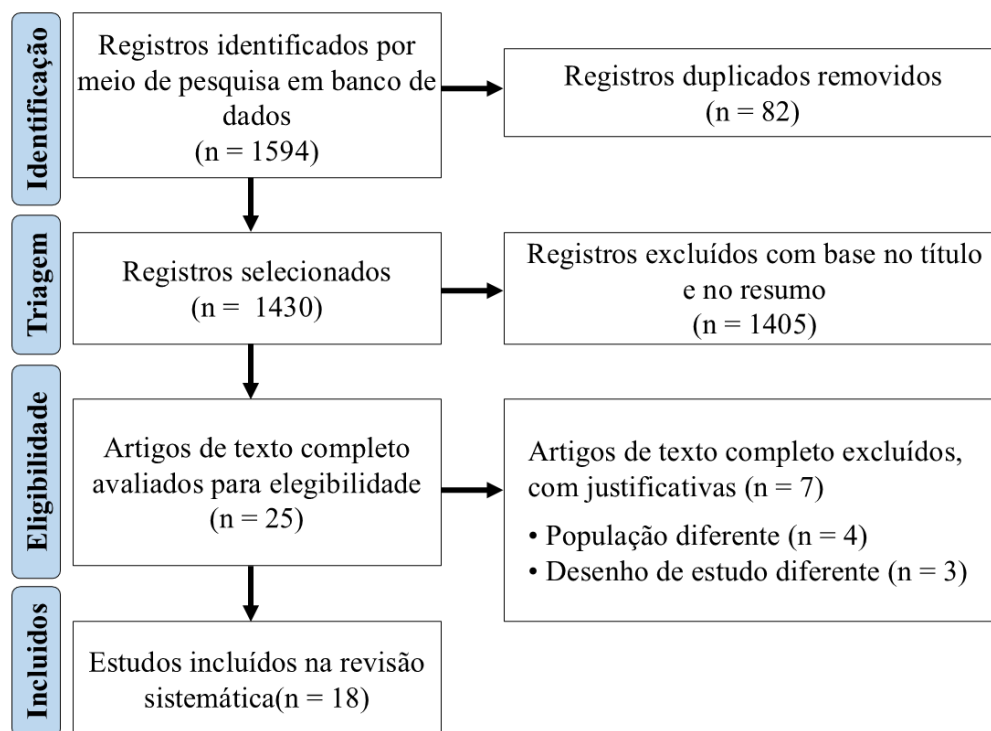 Identificação
Registros identificados por
meio de pesquisa em banco de
dados
(n = 1594)
Registros duplicados removidos
(n = 82)
Triagem
Registros selecionados
(n = 1430)
Registros excluídos com base no título
e no resumo
(n = 1405)
Eligibilidade
Artigos de texto completo
avaliados para elegibilidade
(n = 25)
Artigos de texto completo excluídos,
com justificativas (n = 7)
• População diferente (n = 4)
• Desenho de estudo diferente (n = 3)
Incluidos
Estudos incluídos na revisão
sistemática(n = 18)